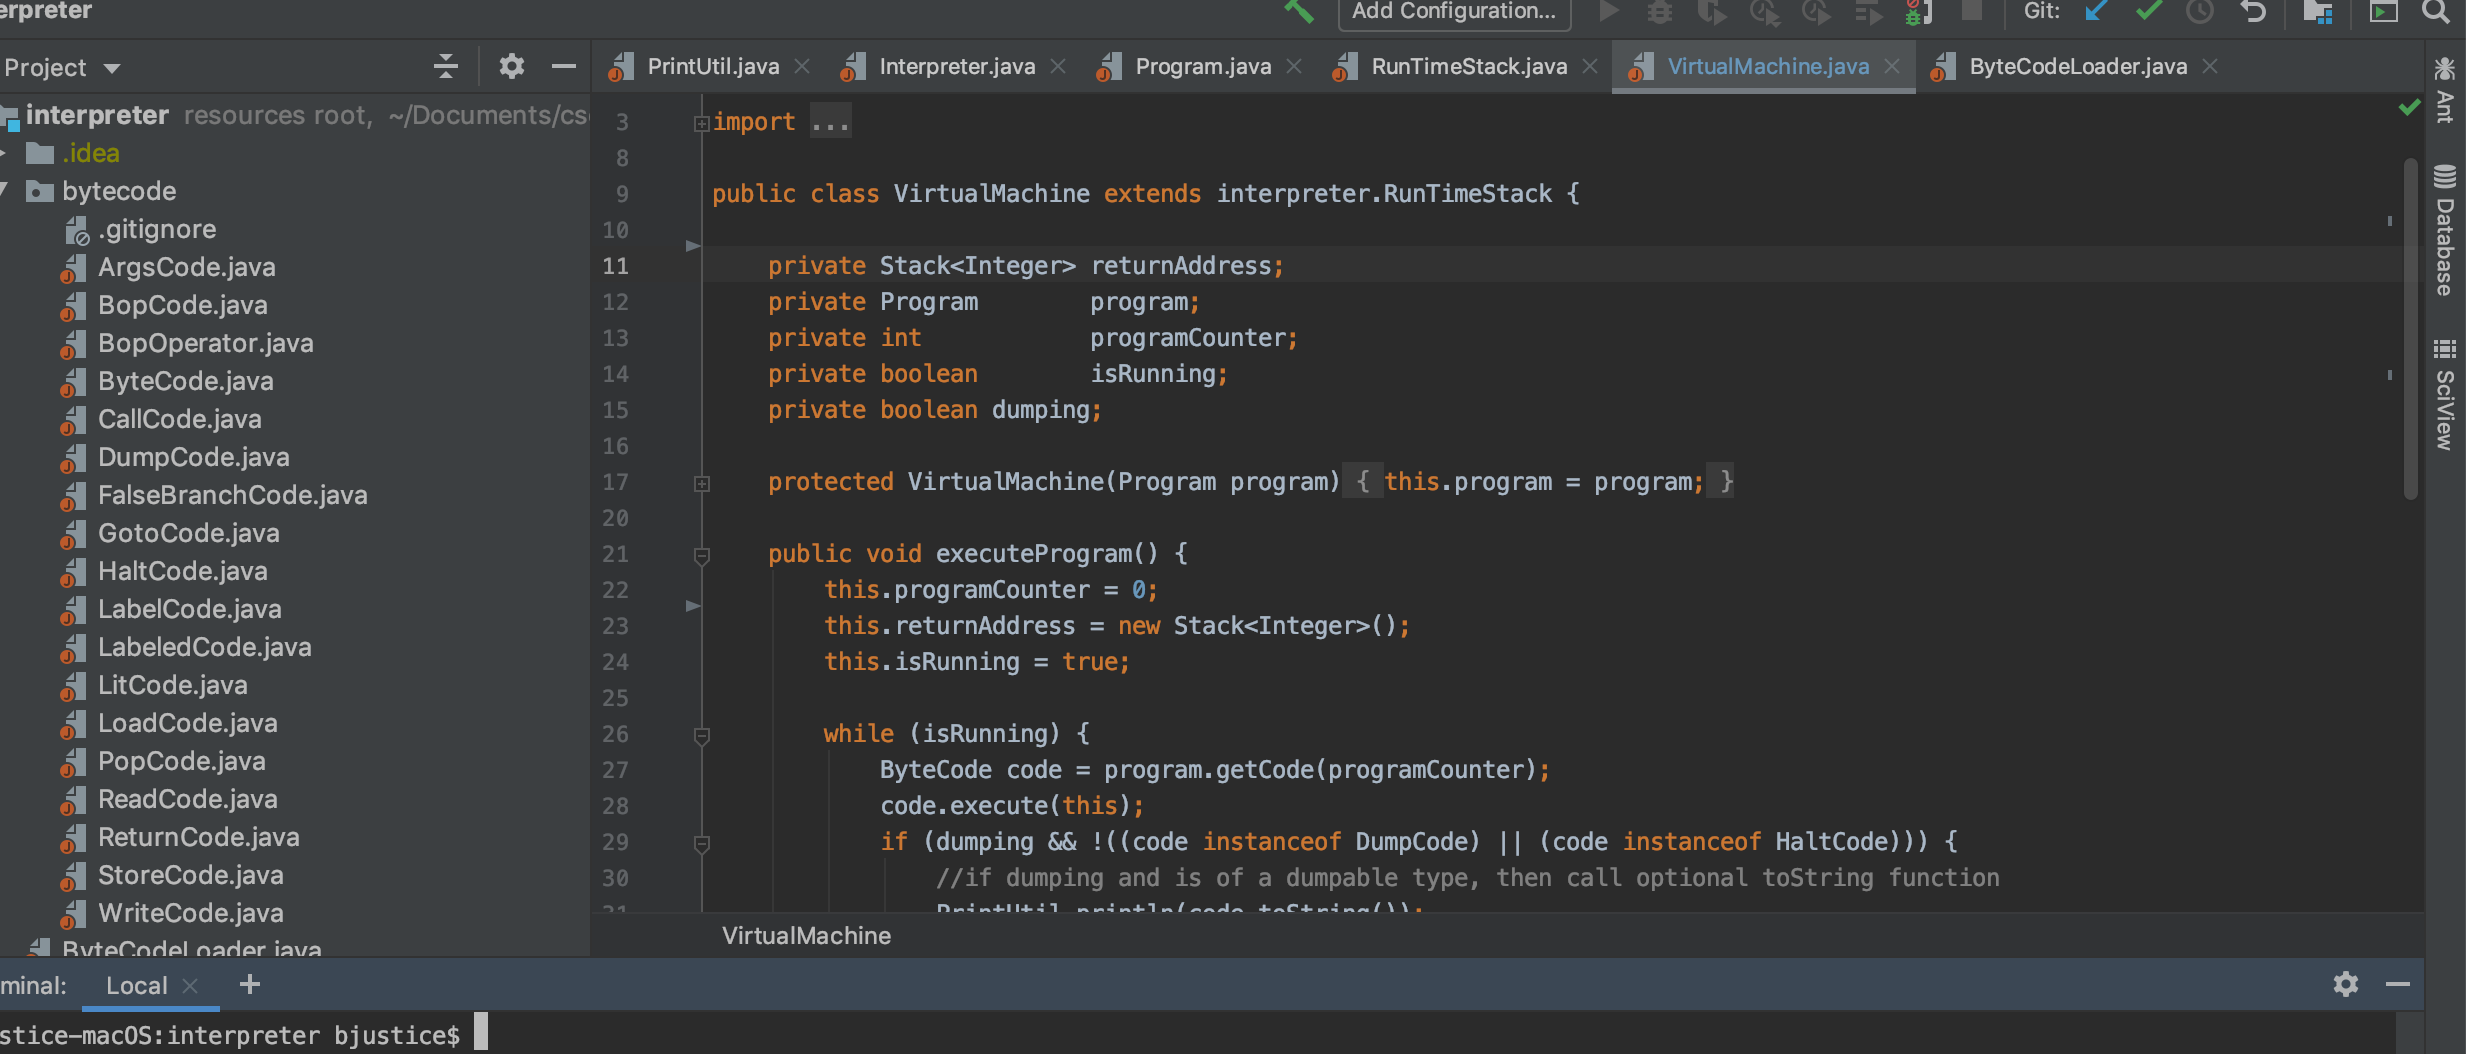 erpreter
Add Configuration...
Git:
Project
PrintUtil.java
Interpreter.java
Program.java
RunTimeStack.java
VirtualMachine.java
ByteCodeLoader.java
interpreter resources root, ~/Documents/cs
.idea
bytecode
.gitignore
ArgsCode.java
BopCode.java
BopOperator.java
ByteCode.java
CallCode.java
DumpCode.java
FalseBranchCode.java
GotoCode.java
HaltCode.java
LabelCode.java
LabeledCode.java
LitCode.java
LoadCode.java
PopCode.java
ReadCode.java
ReturnCode.java
StoreCode.java
WriteCode.java
ByteCodeLoader.java
3 import ...
8
9 public class VirtualMachine extends interpreter.RunTimeStack {
10
11 private Stack<Integer> returnAddress;
12 private Program program;
13 private int programCounter;
14 private boolean isRunning;
15 private boolean dumping;
16
17 protected VirtualMachine(Program program) { this.program = program; }
20
21 public void executeProgram() {
22 this.programCounter = 0;
23 this.returnAddress = new Stack<Integer>();
24 this.isRunning = true;
25
26 while (isRunning) {
27 ByteCode code = program.getCode(programCounter);
28 code.execute(this);
29 if (dumping && !((code instanceof DumpCode) || (code instanceof HaltCode))) {
30 //if dumping and is of a dumpable type, then call optional toString function
31 PrintUtil.println(code.toString());
VirtualMachine
Ant
Database
SciView
minal:
Local
stice-macOS:interpreter bjustice$